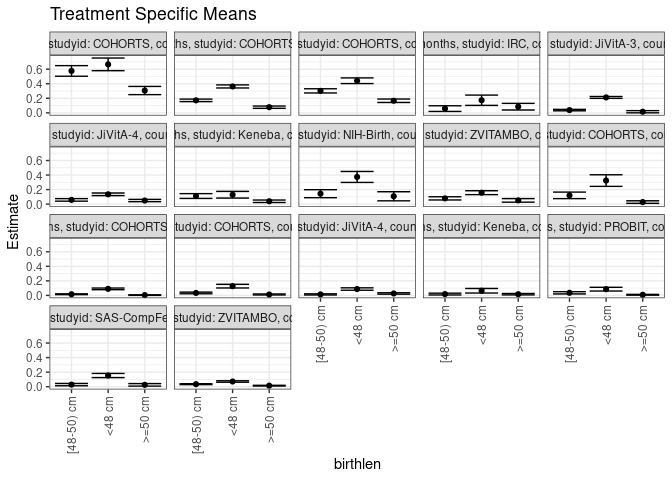 Treatment Specific Means
studyid: COHORTS, co
hs, studyid: COHORTS
studyid: COHORTS, co
onths, studyid: IRC, co
studyid: JiVitA-3, coun
0.6
0.4
0.2
0.0
studyid: JiVitA-4, coun
hs, studyid: Keneba, c
studyid: NIH-Birth, cou
studyid: ZVITAMBO, co
studyid: COHORTS, co
0.6
0.4
0.2
0.0
hs, studyid: COHORTS
studyid: COHORTS, cou
studyid: JiVitA-4, coun
s, studyid: Keneba, co
s, studyid: PROBIT, co
0.6
0.4
0.2
0.0
studyid: SAS-CompFe
studyid: ZVITAMBO, co
0.6
0.4
0.2
0.0
Estimate
[48-50) cm
<48 cm
>=50 cm
[48-50) cm
<48 cm
>=50 cm
[48-50) cm
<48 cm
>=50 cm
[48-50) cm
<48 cm
>=50 cm
[48-50) cm
<48 cm
>=50 cm
birthlen